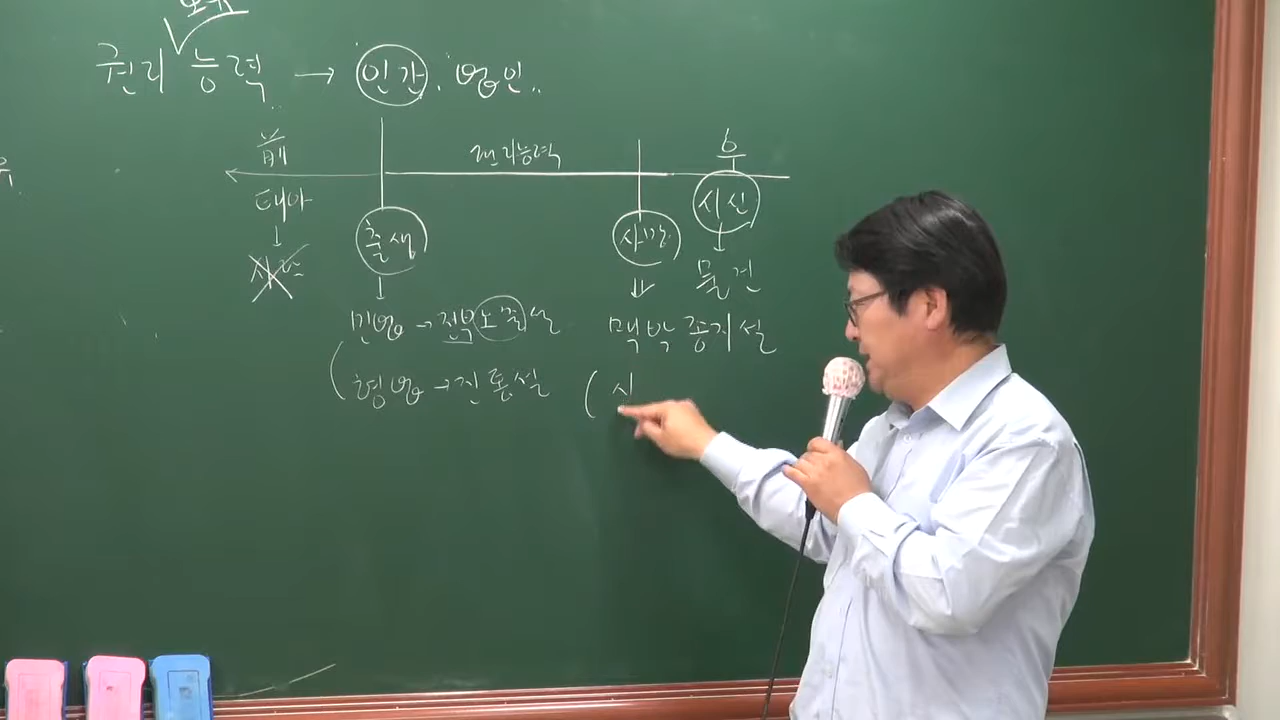 권리 능력 → 인간. 법인..
前 권리능력 후
태아 출생 사망 시신
사람 물건
민법 → 전부노출설 맥박종지설
형법 → 진통설 ( 심